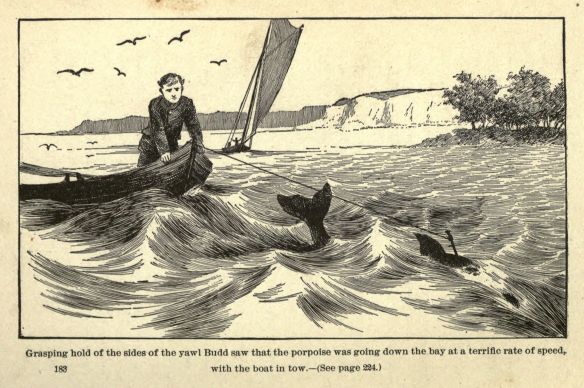 Grasping hold of the sides of the yawl Budd saw that the porpoise was going down the bay at a terrific rate of speed,
183 with the boat in tow.—(See page 224.)